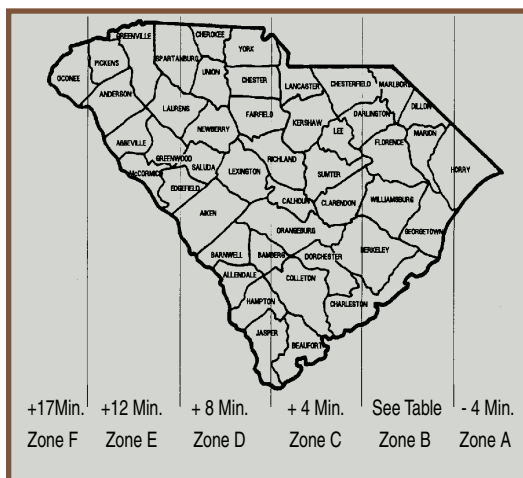 CHEROKEE
GREENVILLE
YORK
SPARTANBURG
PICKENS
OCONEE
UNION
CHESTER
LANCASTER
CHESTERFIELD
MARLBORO
ANDERSON
LAURENS
DILLON
FAIRFIELD
DARLINGTON
KERSHAW
NEWBERRY
LEE
MARION
ABBEVILLE
FLORENCE
GREENWOOD
RICHLAND
SALUDA
LEXINGTON
HORRY
McCORMICK
SUMTER
EDGEFIELD
CALHOUN
CLARENDON
WILLIAMSBURG
AIKEN
ORANGEBURG
GEORGETOWN
BERKELEY
BARNWELL
BAMBERG
DORCHESTER
ALLENDALE
COLLETON
HAMPTON
CHARLESTON
JASPER
BEAUFORT
+17Min. +12 Min. + 8 Min. + 4 Min. See Table - 4 Min.
Zone F Zone E Zone D Zone C Zone B Zone A